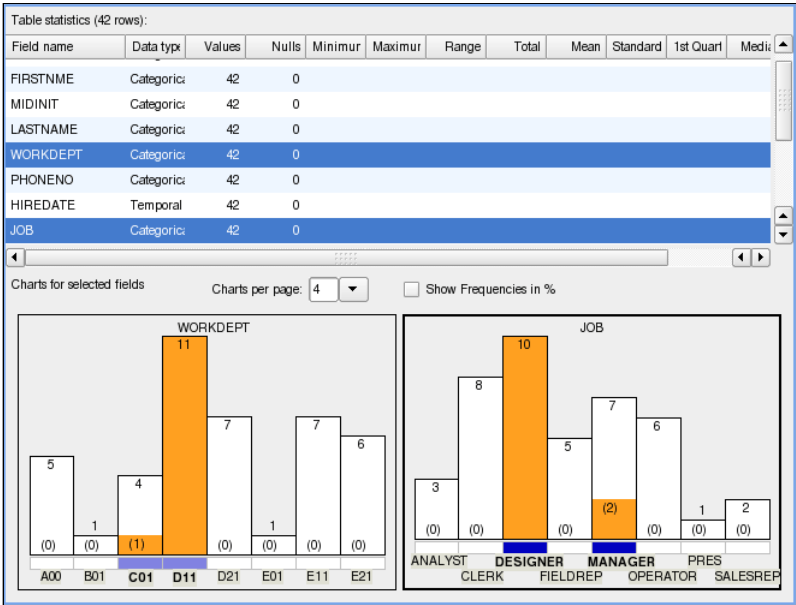 Table statistics (42 rows):
Field name Data type Values Nulls Minimur Maximur Range Total Mean Standard 1st Quart Media
FIRSTNME Categorica 42 0
MIDINIT Categorica 42 0
LASTNAME Categorica 42 0
WORKDEPT Categorica 42 0
PHONENO Categorica 42 0
HIREDATE Temporal 42 0
JOB Categorica 42 0
Charts for selected fields Charts per page: 4 Show Frequencies in %
WORKDEPT
11
7 7
6
5
4
1 1
(0) (0) (1) (0) (0) (0) (0)
A00 B01 C01 D11 D21 E01 E11 E21
JOB
10
8
7
6
5
3
(2)
1 2
(0) (0) (0) (0) (0) (0)
ANALYST DESIGNER MANAGER PRES
CLERK FIELDREP OPERATOR SALESREP